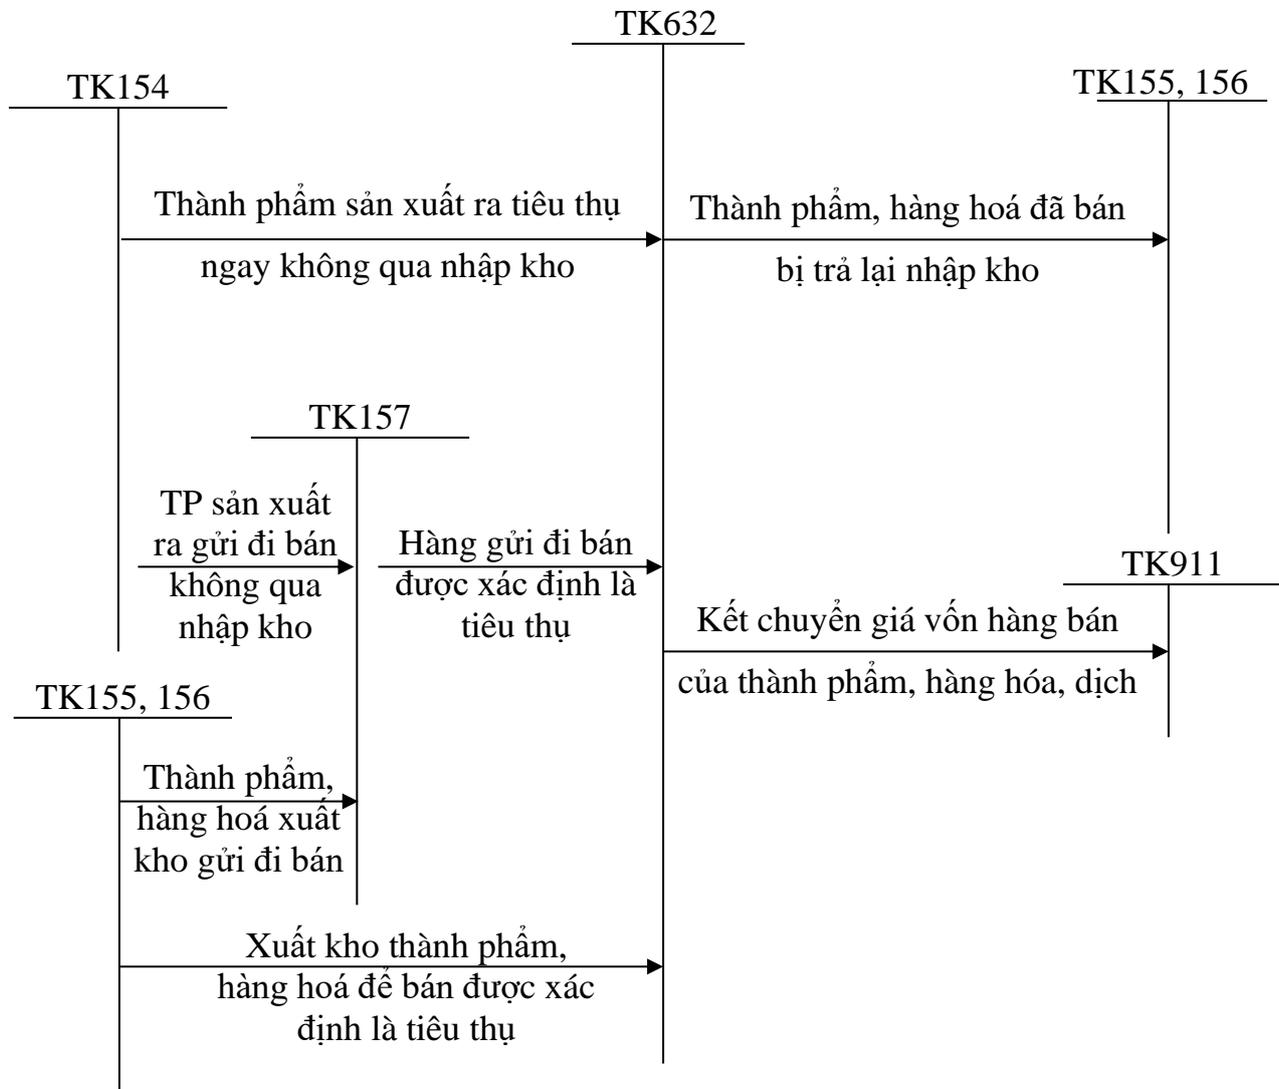 TK632
TK154
TK155, 156
Thành phẩm sản xuất ra tiêu thụ
ngay không qua nhập kho
Thành phẩm, hàng hoá đã bán
bị trả lại nhập kho
TK157
TP sản xuất
ra gửi đi bán
không qua
nhập kho
Hàng gửi đi bán
được xác định là
tiêu thụ
TK911
Kết chuyển giá vốn hàng bán
của thành phẩm, hàng hóa, dịch
TK155, 156
Thành phẩm,
hàng hoá xuất
kho gửi đi bán
Xuất kho thành phẩm,
hàng hoá để bán được xác
định là tiêu thụ